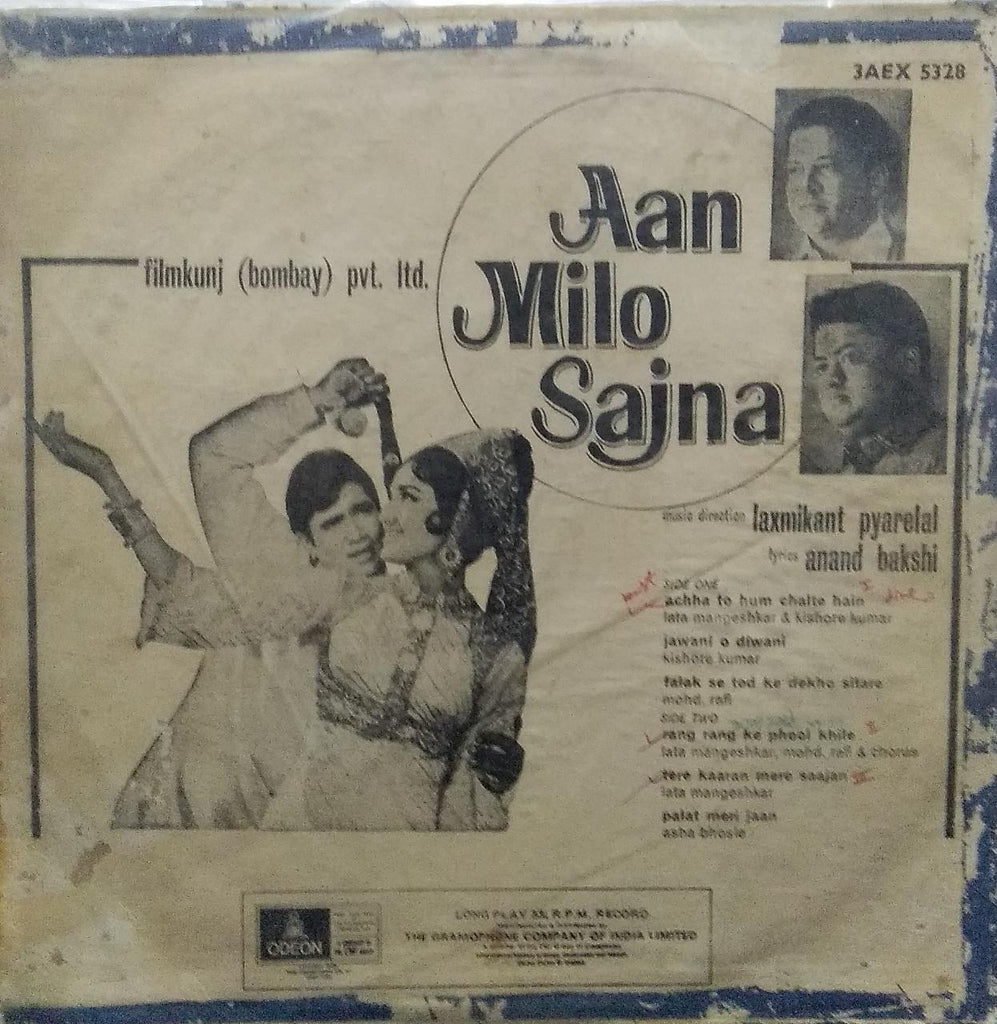 3AEX 5328
Aan
Milo
Sajna
filmkunj (bombay) pvt. ltd.
music direction laxmikant pyarelal
lyrics anand bakshi
SIDE ONE
achha to hum chalte hain
lata mangeshkar & kishore kumar
jawani o diwani
kishore kumar
falak se tod ke dekho sitare
mohd. rafi
SIDE TWO
rang rang ke phool khile
lata mangeshkar, mohd. rafi & chorus
tere kaaran mere saajan
lata mangeshkar
palat meri jaan
asha bhosle
ODEON
LONG PLAY 33⅓ R.P.M. RECORD
THE GRAMOPHONE COMPANY OF INDIA LIMITED